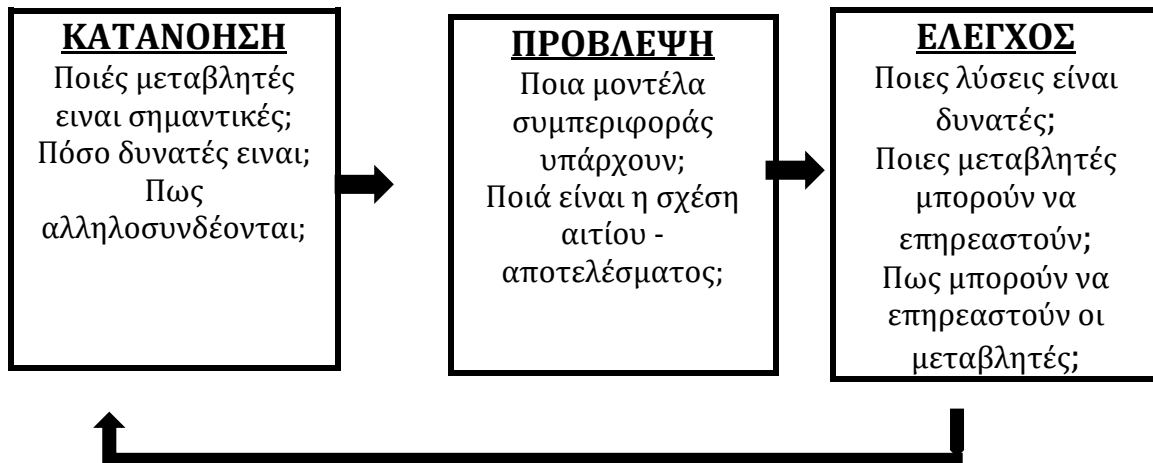 ΚΑΤΑΝΟΗΣΗ
Ποιές μεταβλητές
ειναι σημαντικές;
Πόσο δυνατές ειναι;
Πως
αλληλοσυνδέονται;
ΠΡΟΒΛΕΨΗ
Ποια μοντέλα
συμπεριφοράς
υπάρχουν;
Ποιά είναι η σχέση
αιτίου -
αποτελέσματος;
ΕΛΕΓΧΟΣ
Ποιες λύσεις είναι
δυνατές;
Ποιες μεταβλητές
μπορούν να
επηρεαστούν;
Πως μπορούν να
επηρεαστούν οι
μεταβλητές;